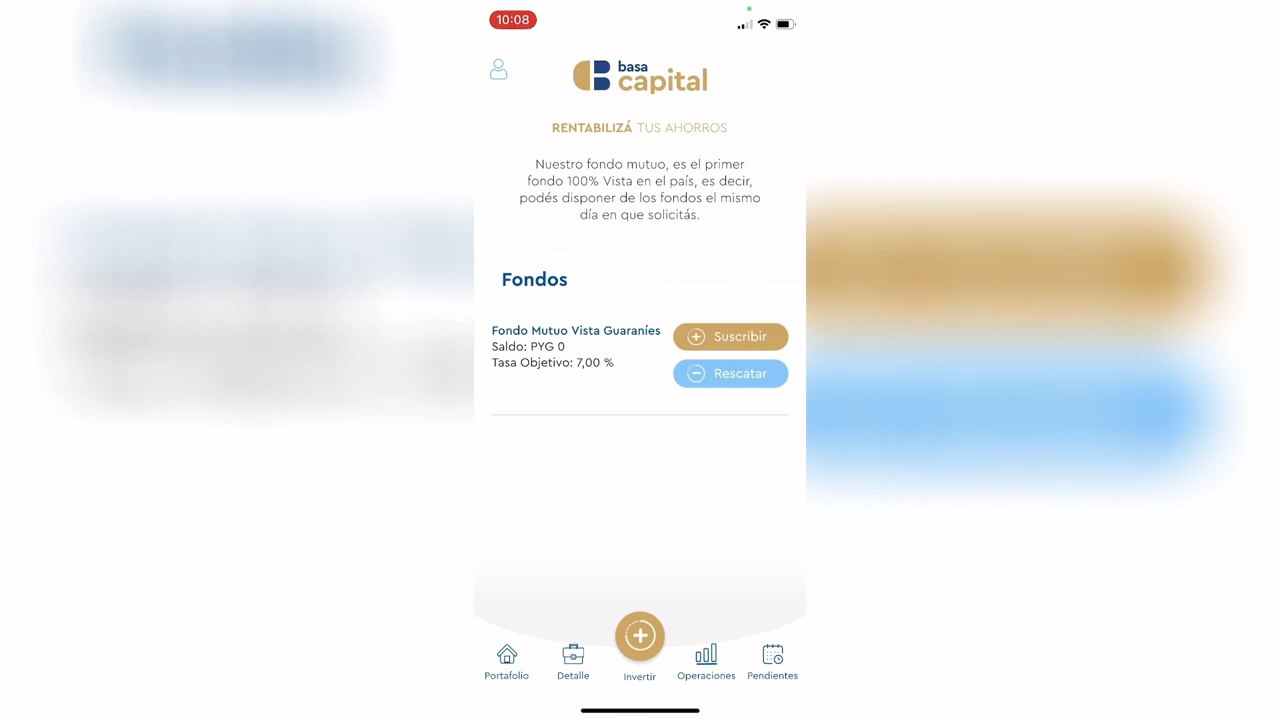 10:08
basa
capital
RENTABILIZÁ TUS AHORROS
Nuestro fondo mutuo, es el primer
fondo 100% Vista en el país, es decir,
podés disponer de los fondos el mismo
día en que solicitás.
Fondos
Fondo Mutuo Vista Guaraníes
Saldo: PYG 0
Tasa Objetivo: 7,00 %
Suscribir
Rescatar
Portafolio
Detalle
Invertir
Operaciones
Pendientes